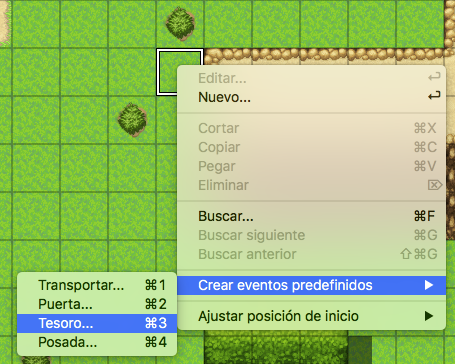 Editar... ↩
Nuevo... ↩
Cortar ⌘X
Copiar ⌘C
Pegar ⌘V
Eliminar ⌦
Buscar... ⌘F
Buscar siguiente ⌘G
Buscar anterior ⇧⌘G
Crear eventos predefinidos ▶
Ajustar posición de inicio ▶
Transportar... ⌘1
Puerta... ⌘2
Tesoro... ⌘3
Posada... ⌘4